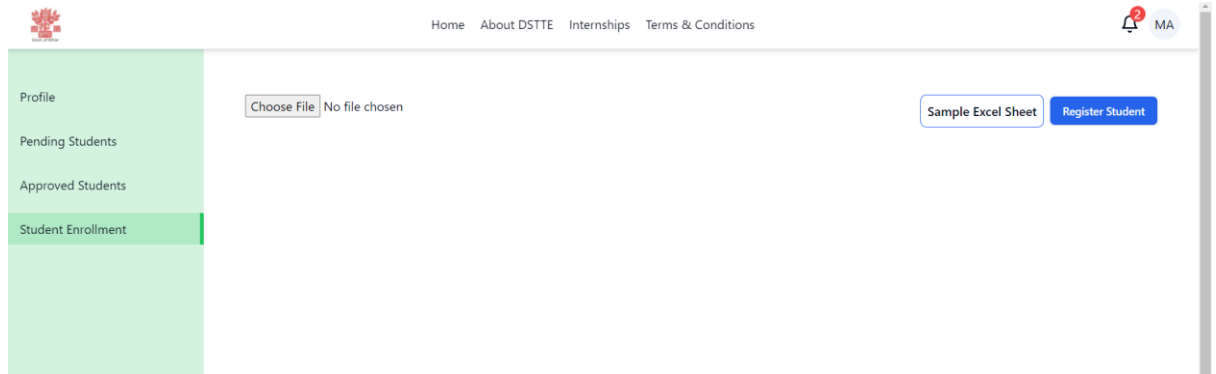 Home About DSTTE Internships Terms & Conditions
2
MA
Profile
Pending Students
Approved Students
Student Enrollment
Choose File No file chosen
Sample Excel Sheet
Register Student